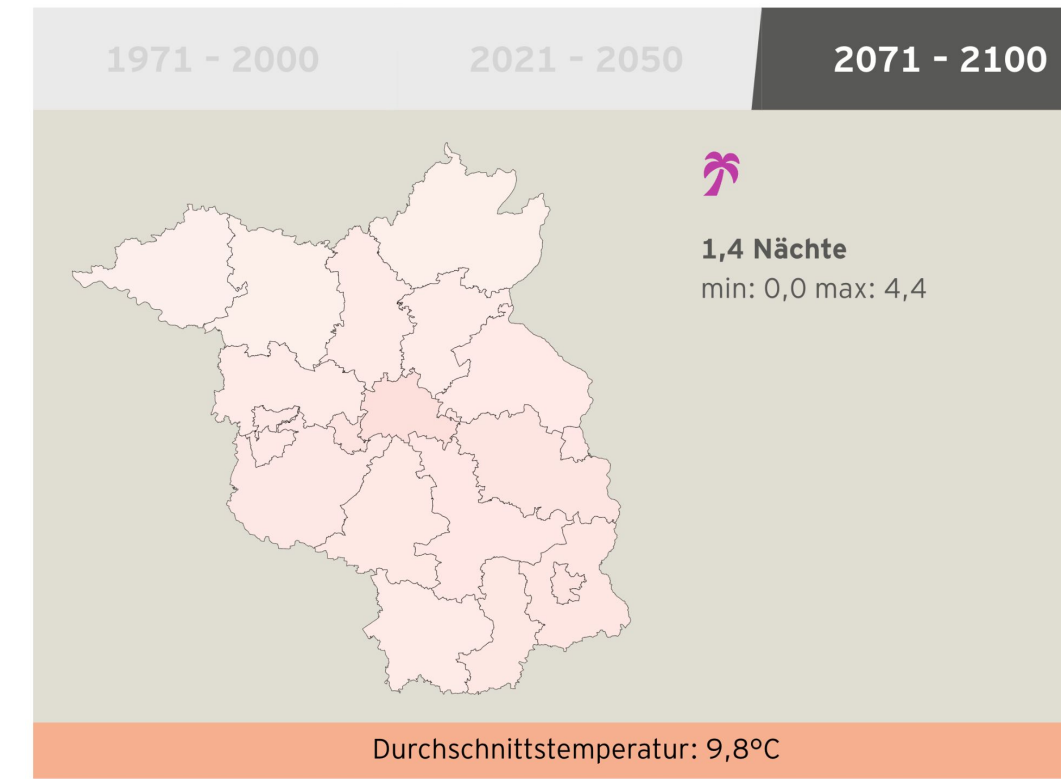 1971 - 2000
2021 - 2050
2071 - 2100
1,4 Nächte
min: 0,0 max: 4,4
Durchschnittstemperatur: 9,8°C